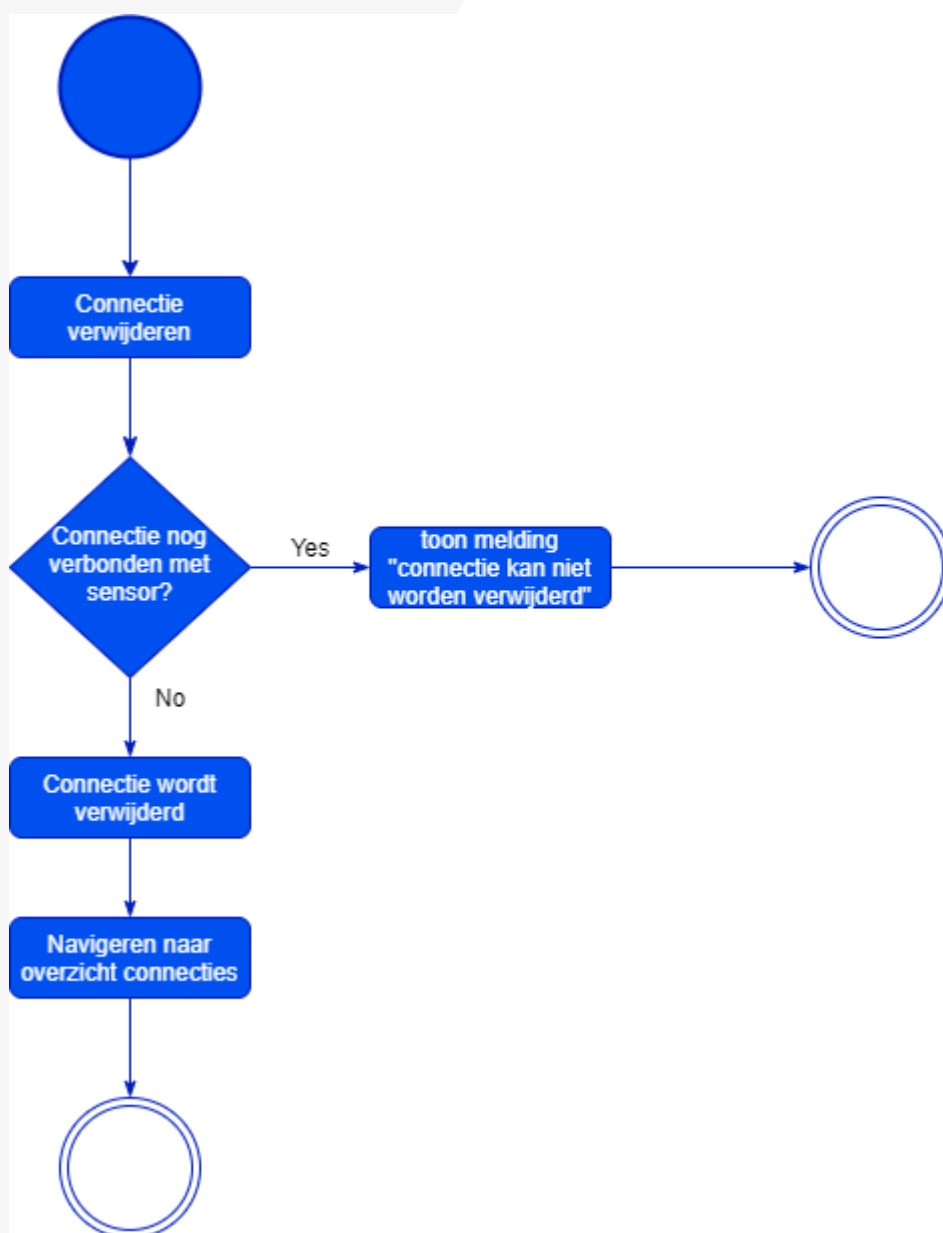 Connectie
verwijderen
Connectie nog
verbonden met
sensor?
Yes
toon melding
"connectie kan niet
worden verwijderd"
No
Connectie wordt
verwijderd
Navigeren naar
overzicht connecties